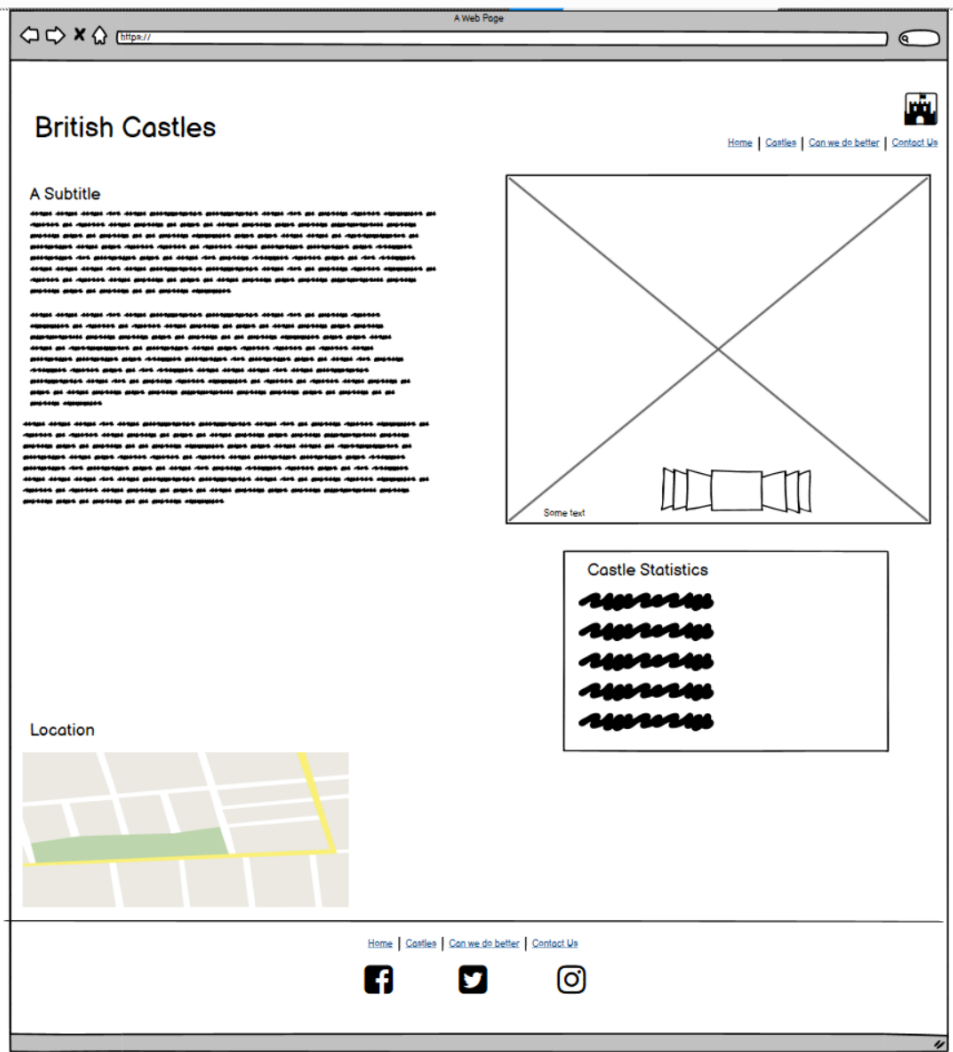 A Web Page
https://
British Castles
Home | Castles | Can we do better | Contact Us
A Subtitle
Some text
Castle Statistics
Location
Home | Castles | Can we do better | Contact Us